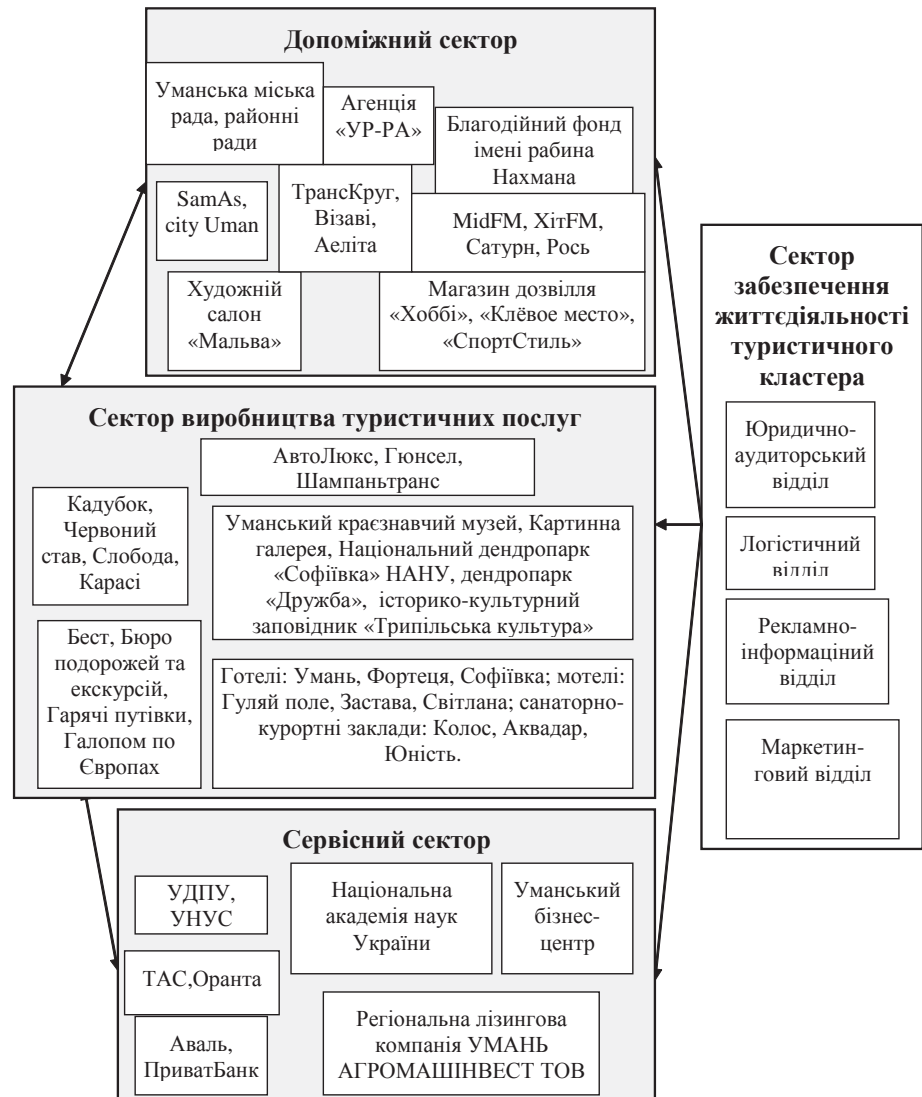 Допоміжний сектор
Уманська міська
рада, районні
ради
Агенція
«УР-РА»
Благодійний фонд
імені рабина
Нахмана
SamAs,
city Uman
ТрансКруг,
Візаві,
Аеліта
MidFM, ХітFM,
Сатурн, Рось
Художній
салон
«Мальва»
Магазин дозвілля
«Хоббі», «Клёвое место»,
«СпортСтиль»
Сектор виробництва туристичних послуг
АвтоЛюкс, Гюнсел,
Шампаньтранс
Кадубок,
Червоний
став, Слобода,
Карасі
Уманський краєзнавчий музей, Картинна
галерея, Національний дендропарк
«Софіївка» НАНУ, дендропарк
«Дружба», історико-культурний
заповідник «Трипільська культура»
Бест, Бюро
подорожей та
екскурсій,
Гарячі путівки,
Галопом по
Європах
Готелі: Умань, Фортеця, Софіївка; мотелі:
Гуляй поле, Застава, Світлана; санаторно-
курортні заклади: Колос, Аквадар,
Юність.
Сервісний сектор
УДПУ,
УНУС
Національна
академія наук
України
Уманський
бізнес-
центр
ТАС,Оранта
Аваль,
ПриватБанк
Регіональна лізингова
компанія УМАНЬ
АГРОМАШІНВЕСТ ТОВ
Сектор
забезпечення
життєдіяльності
туристичного
кластера
Юридично-
аудиторський
відділ
Логістичний
відділ
Рекламно-
інформаціний
відділ
Маркетин-
говий відділ